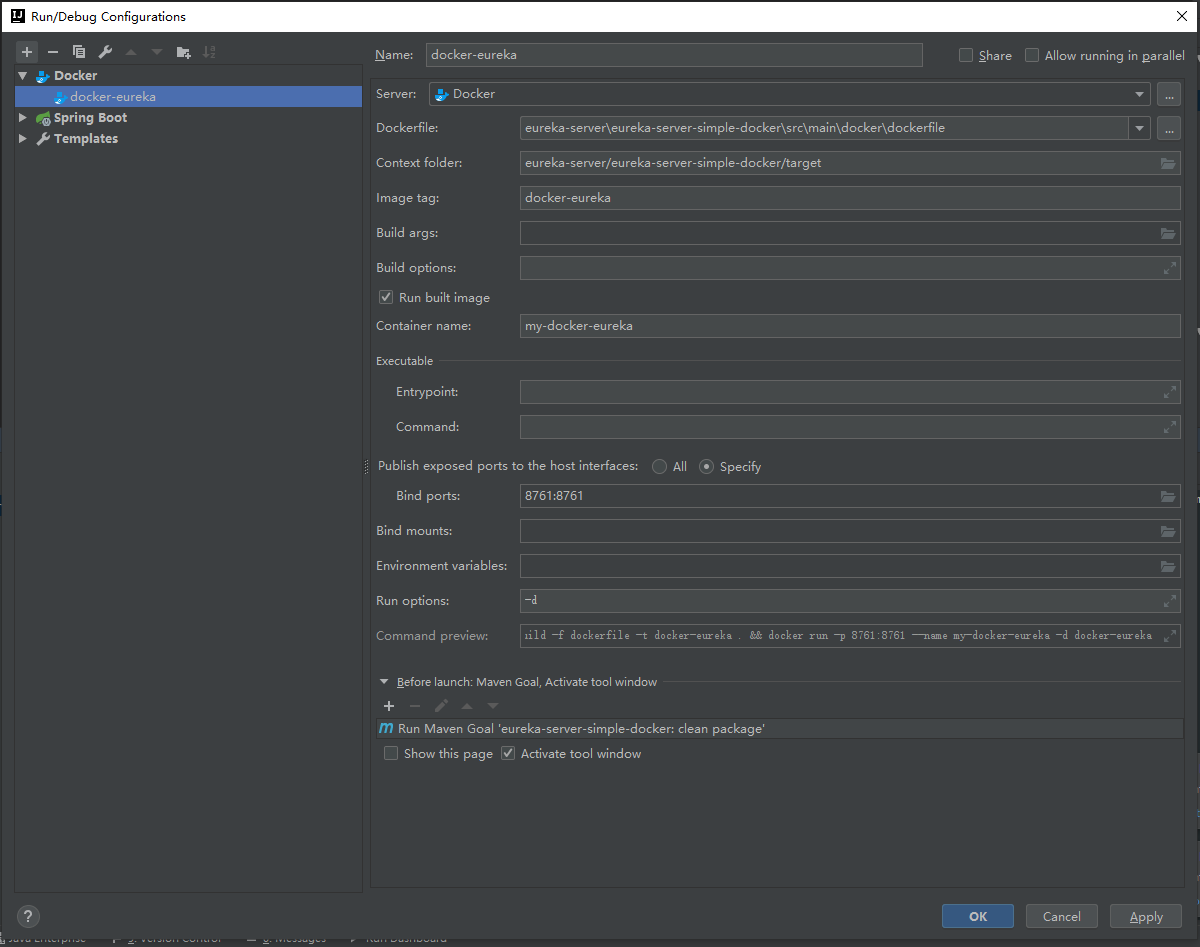 Run/Debug Configurations
Name: docker-eureka
Share
Allow running in parallel
Docker
docker-eureka
Spring Boot
Templates
Server: Docker
...
Dockerfile: eureka-server\eureka-server-simple-docker\src\main\docker\dockerfile
...
Context folder: eureka-server/eureka-server-simple-docker/target
Image tag: docker-eureka
Build args:
Build options:
Run built image
Container name: my-docker-eureka
Executable
Entrypoint:
Command:
Publish exposed ports to the host interfaces: All Specify
Bind ports: 8761:8761
Bind mounts:
Environment variables:
Run options: -d
Command preview: uild -f dockerfile -t docker-eureka . && docker run -p 8761:8761 --name my-docker-eureka -d docker-eureka
Before launch: Maven Goal, Activate tool window
m Run Maven Goal 'eureka-server-simple-docker: clean package'
Show this page Activate tool window
?
OK
Cancel
Apply